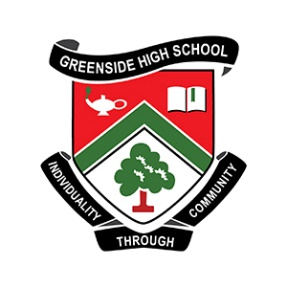 GREENSIDE HIGH SCHOOL
INDIVIDUALITY
THROUGH
COMMUNITY